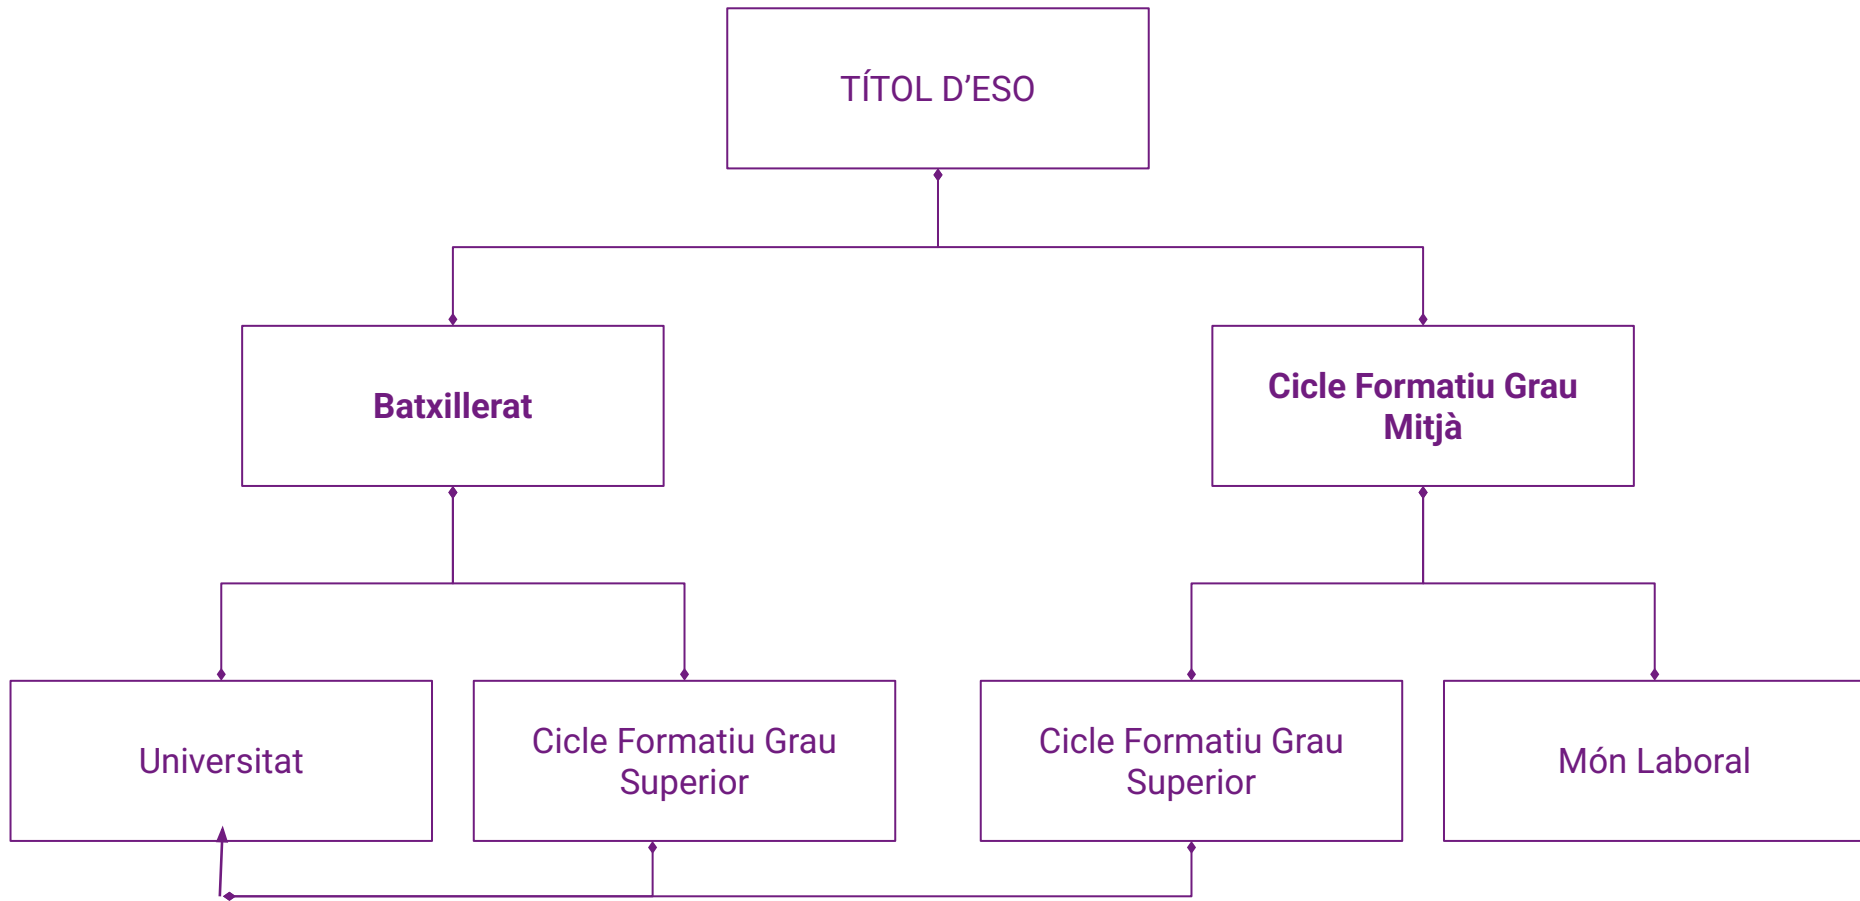 TÍTOL D’ESO
Batxillerat
Cicle Formatiu Grau
Mitjà
Universitat
Cicle Formatiu Grau
Superior
Cicle Formatiu Grau
Superior
Món Laboral